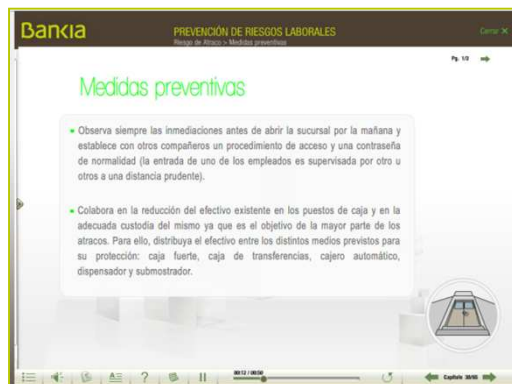 Bankia
PREVENCIÓN DE RIESGOS LABORALES
Riesgo de Atraco > Medidas preventivas
Cerrar X
Pg. 1/3
Medidas preventivas
Observa siempre las inmediaciones antes de abrir la sucursal por la mañana y
establece con otros compañeros un procedimiento de acceso y una contraseña
de normalidad (la entrada de uno de los empleados es supervisada por otro u
otros a una distancia prudente).
Colabora en la reducción del efectivo existente en los puestos de caja y en la
adecuada custodia del mismo ya que es el objetivo de la mayor parte de los
atracos. Para ello, distribuya el efectivo entre los distintos medios previstos para
su protección: caja fuerte, caja de transferencias, cajero automático,
dispensador y submostrador.
00:12 / 00:50
Capítulo